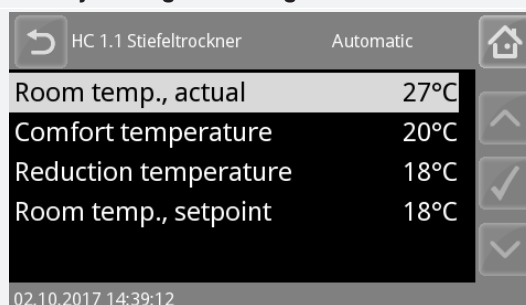 HC 1.1 Stiefeltrockner Automatic
Room temp., actual 27°C
Comfort temperature 20°C
Reduction temperature 18°C
Room temp., setpoint 18°C
02.10.2017 14:39:12